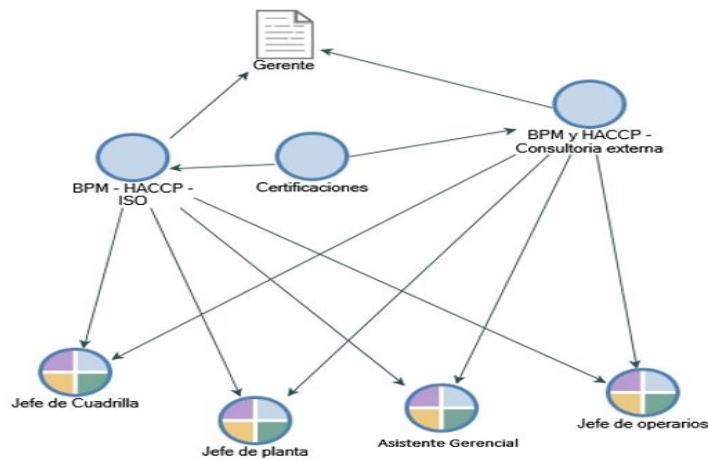 Gerente
BPM y HACCP -
Consultoria externa
BPM - HACCP -
ISO
Certificaciones
Jefe de Cuadrilla
Jefe de planta
Asistente Gerencial
Jefe de operarios